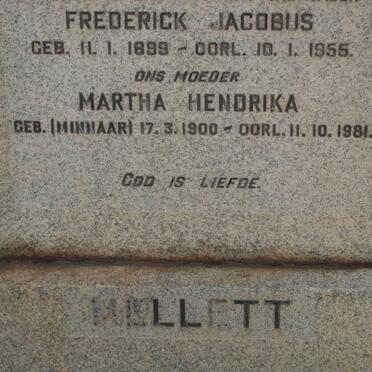 FREDERICK JACOBUS
GEB. 11. 1. 1899 - OORL. 10. 1. 1955.
ONS MOEDER
MARTHA HENDRIKA
GEB. (MINNAAR) 17. 3. 1900 - OORL. 11. 10. 1981.
GOD IS LIEFDE.
MELLETT